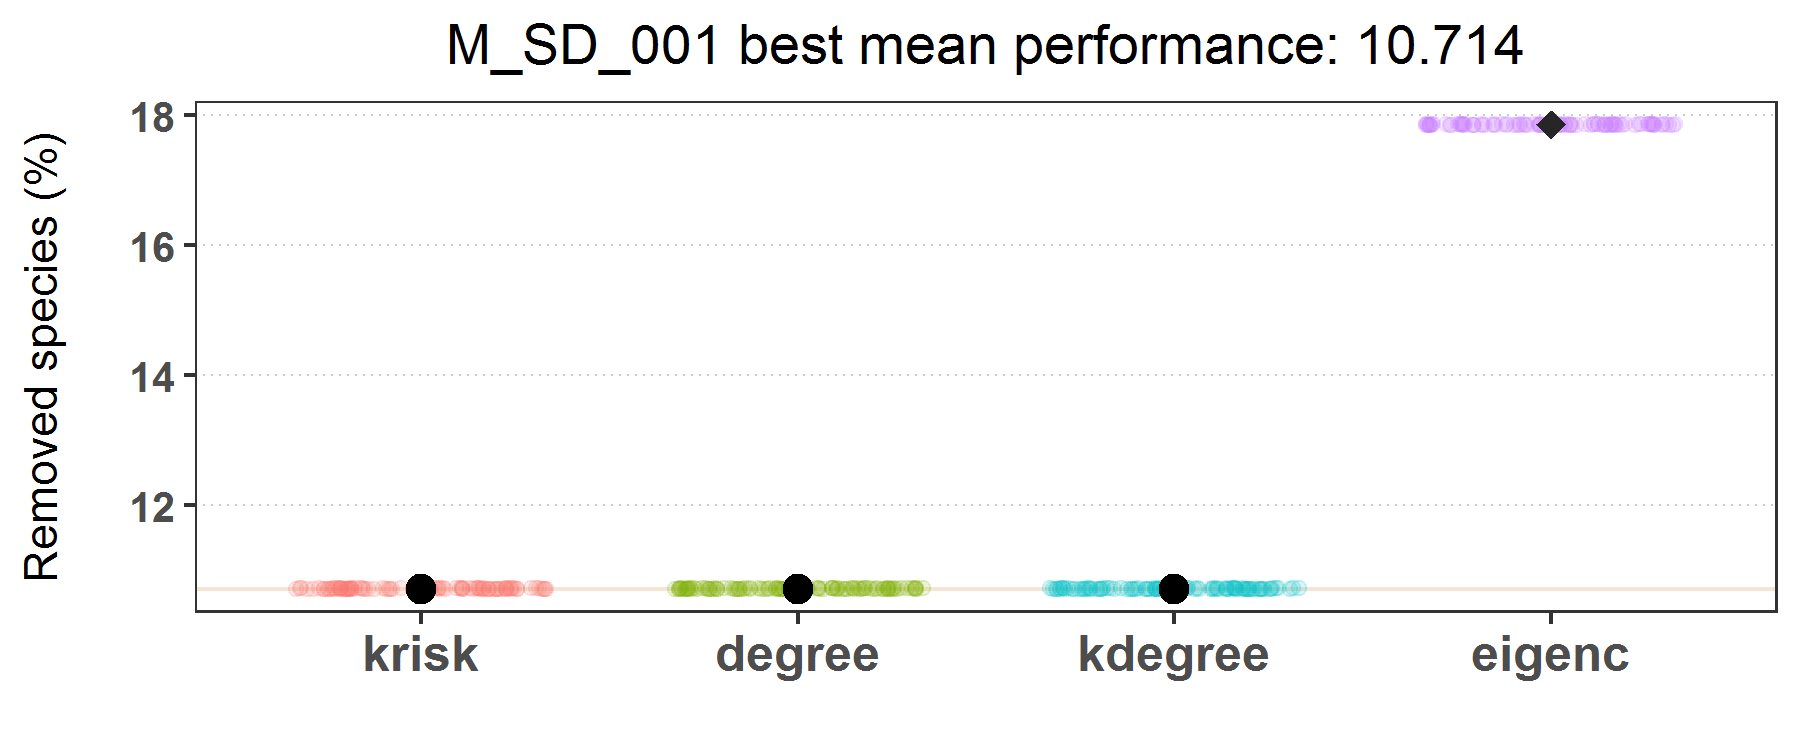 M_SD_001 best mean performance: 10.714
Removed species (%)
18
16
14
12
krisk degree kdegree eigenc